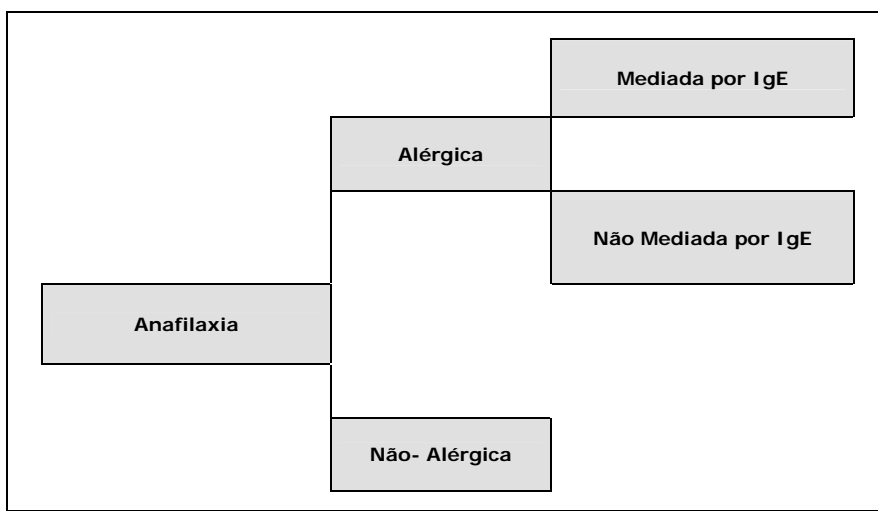 Mediada por IgE
Alérgica
Não Mediada por IgE
Anafilaxia
Não- Alérgica